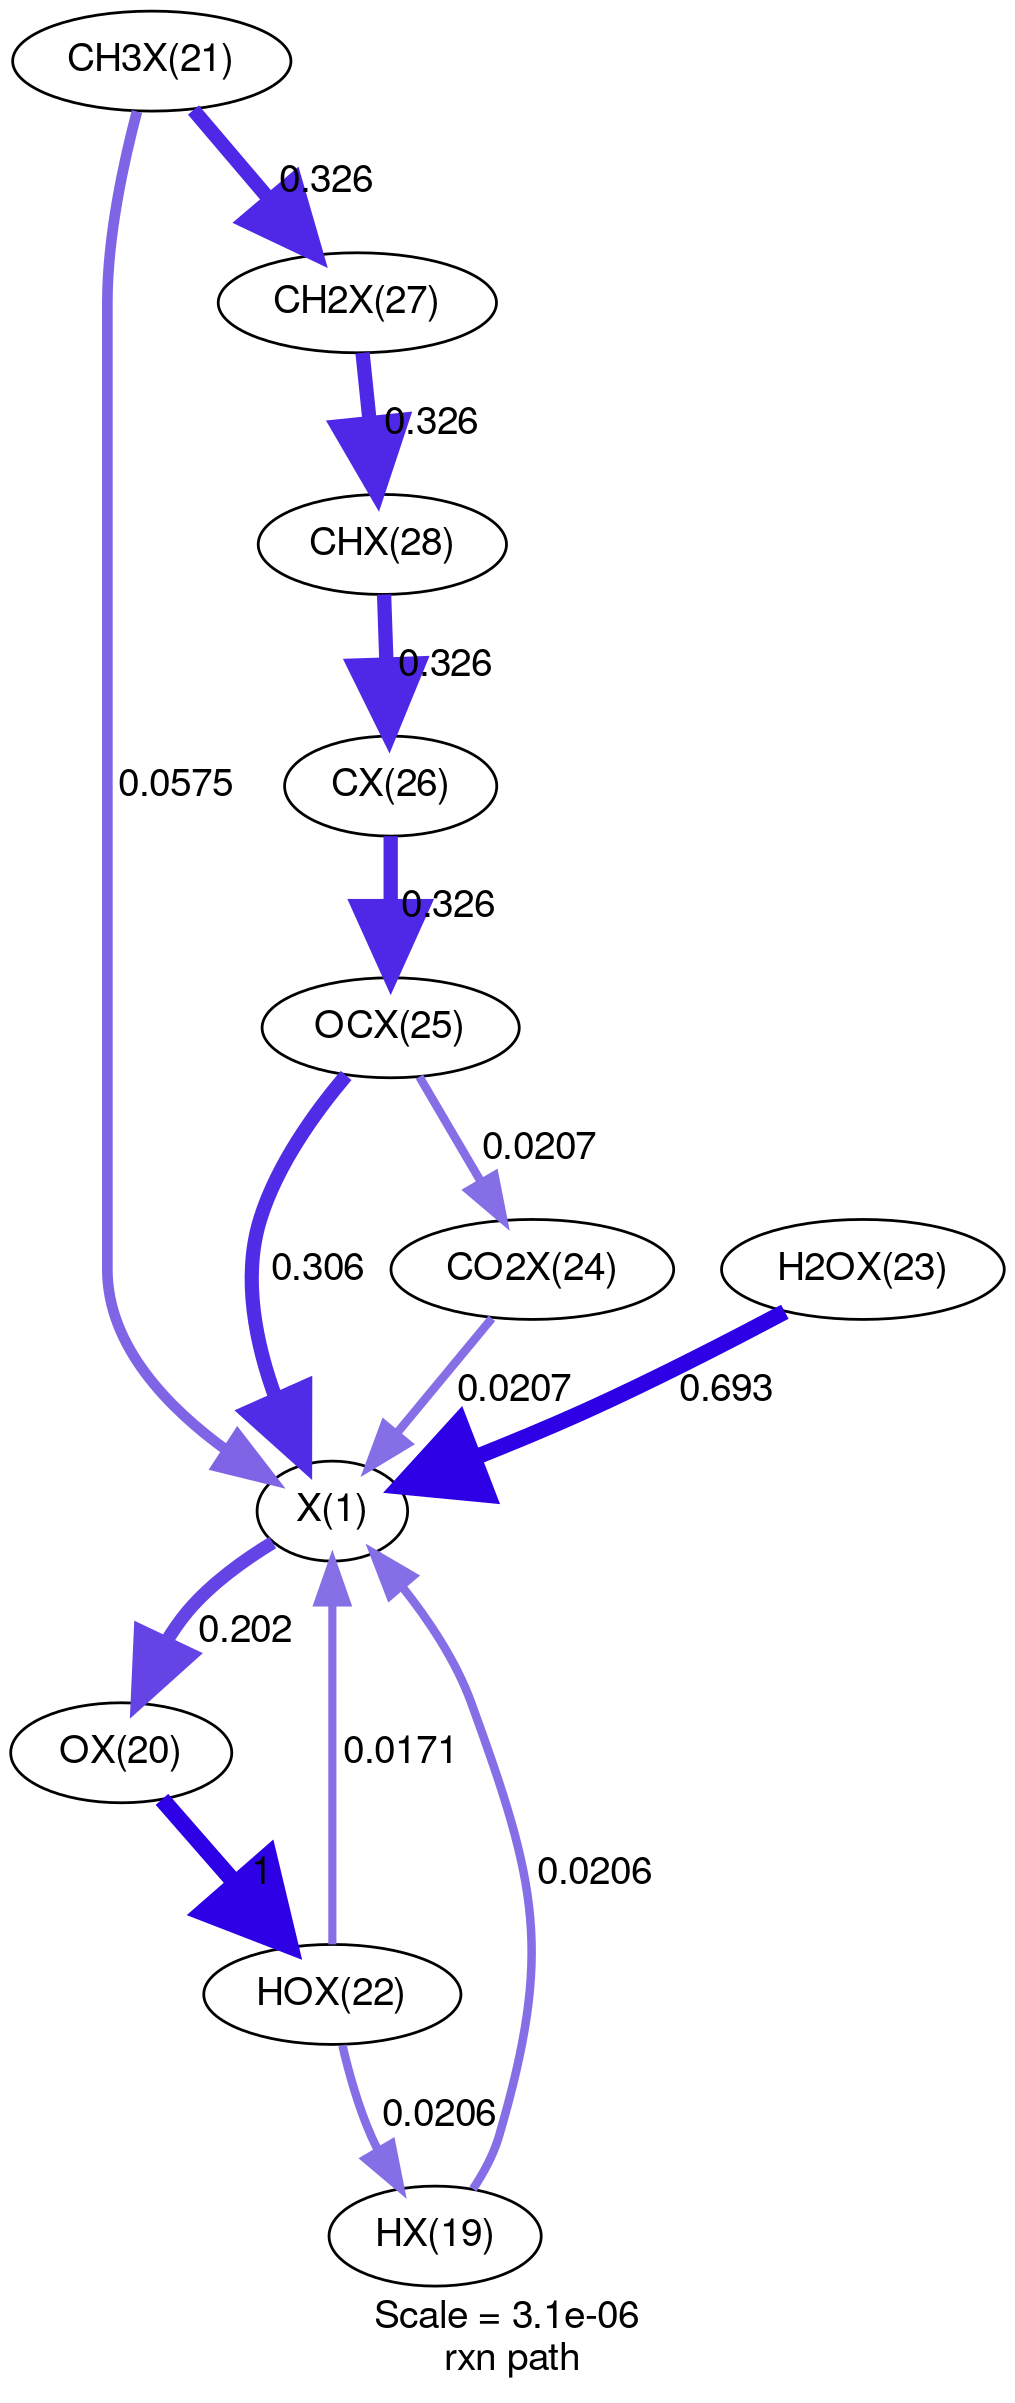 CH3X(21)
0.326
CH2X(27)
0.326
CHX(28)
0.326
CX(26)
0.0575
0.326
OCX(25)
0.0207
0.306
CO2X(24)
H2OX(23)
0.0207
0.693
X(1)
0.202
OX(20)
0.0171
1
0.0206
HOX(22)
0.0206
HX(19)
Scale = 3.1e-06
rxn path